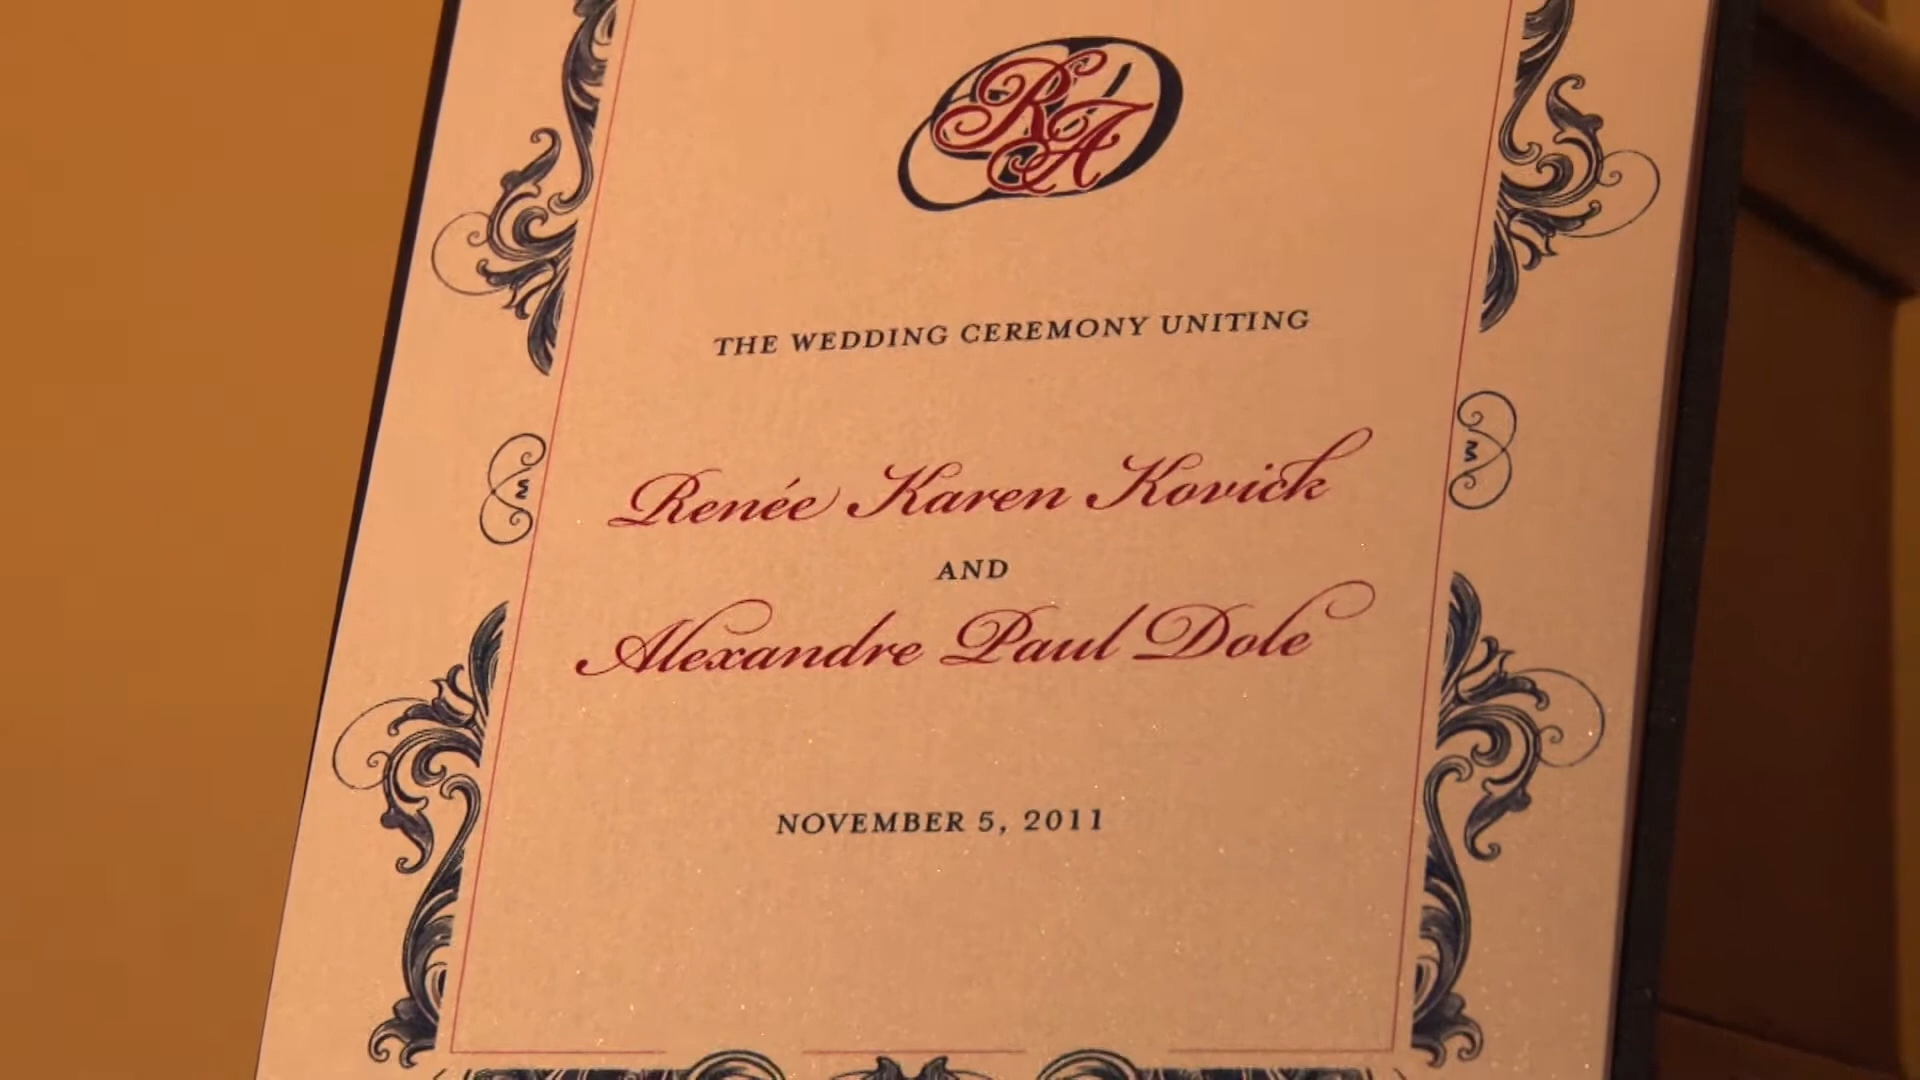 RA
THE WEDDING CEREMONY UNITING
Renée Karen Kovick
AND
Alexandre Paul Dole
NOVEMBER 5, 2011